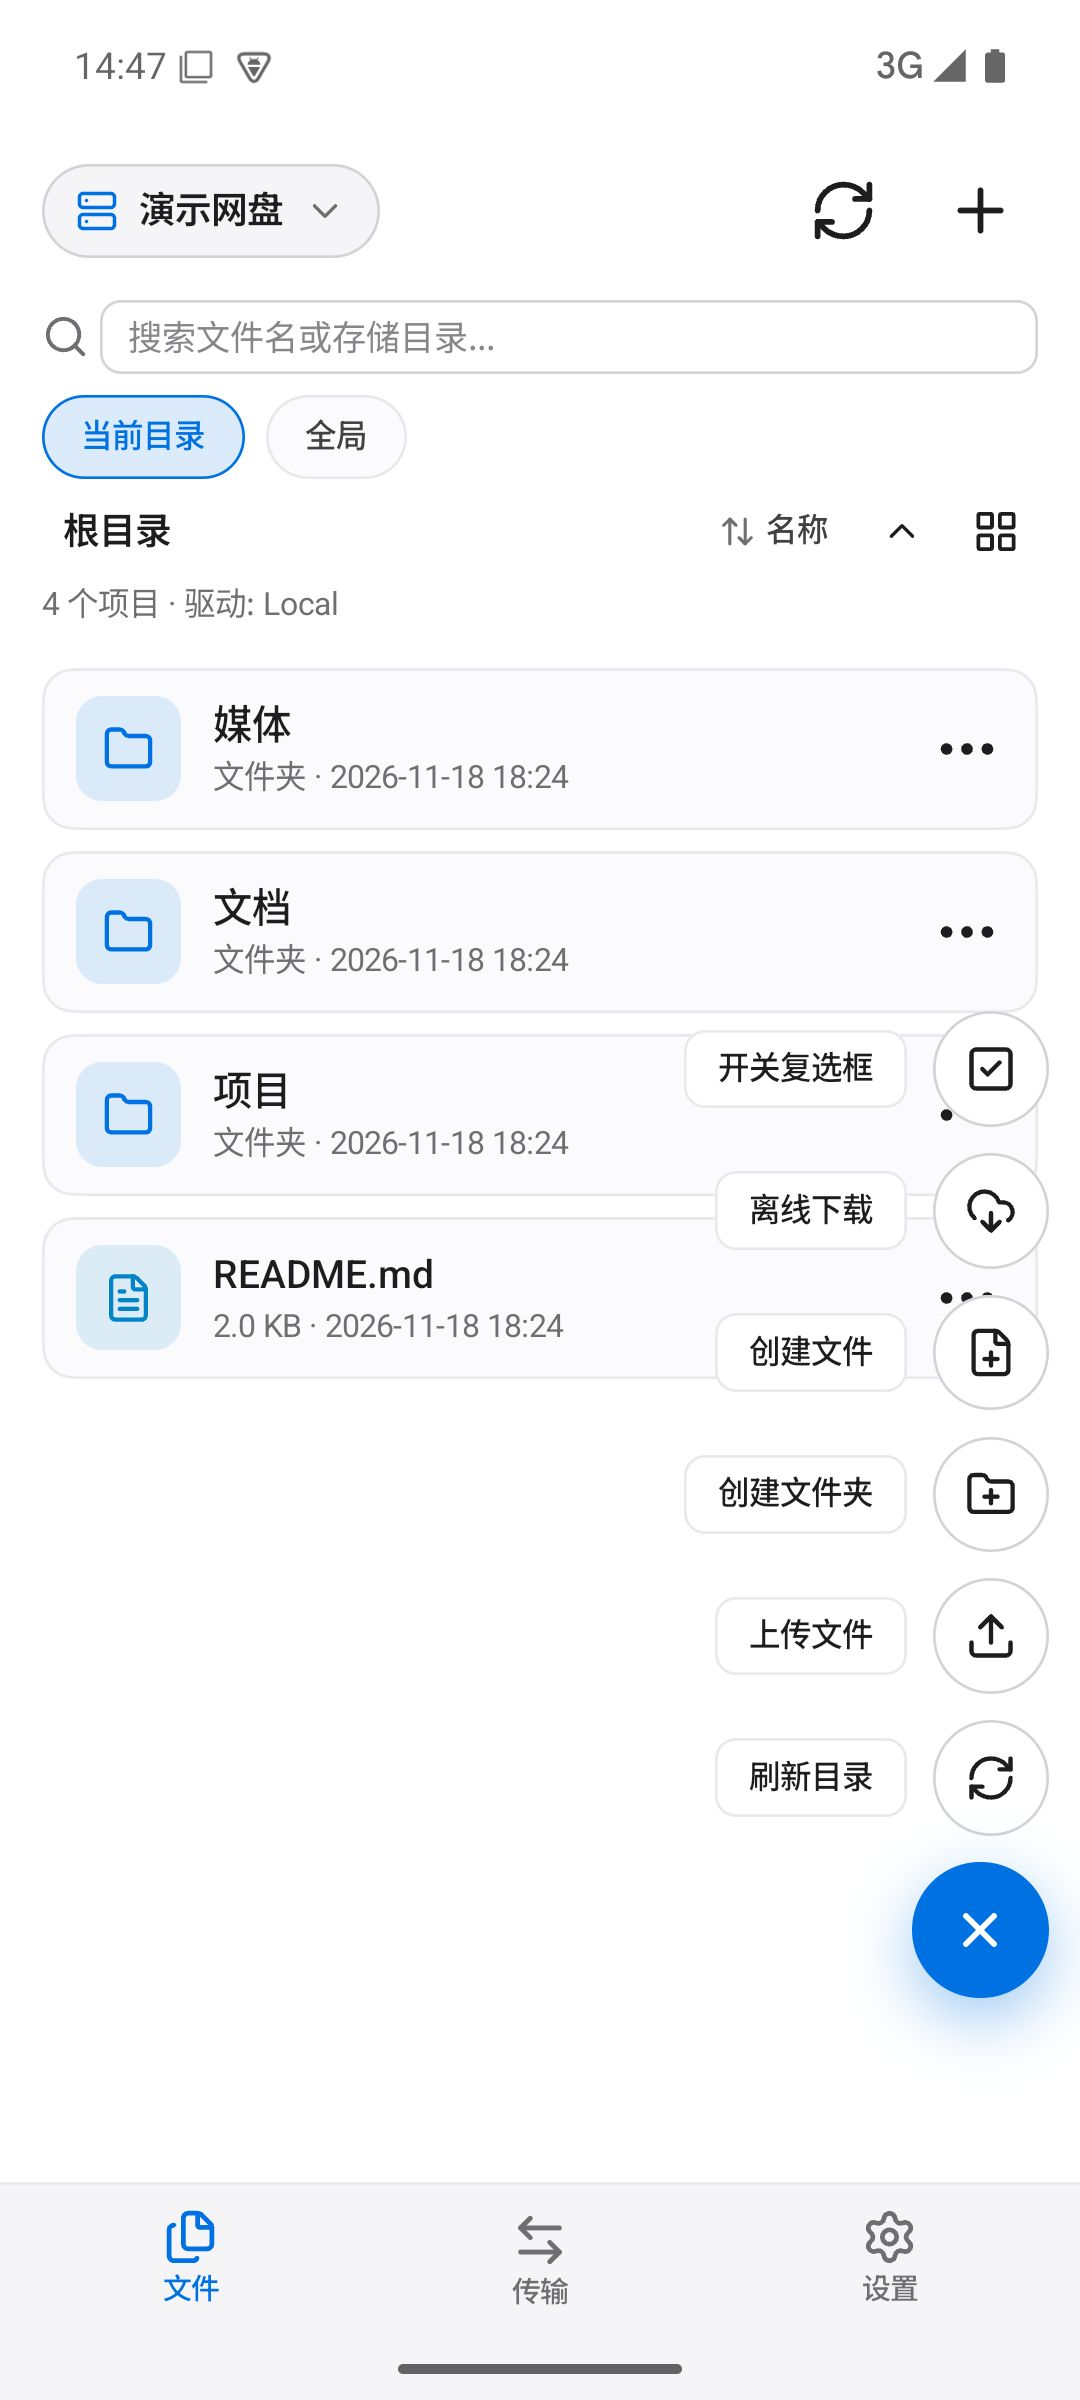 14:47
3G
演示网盘
搜索文件名或存储目录...
当前目录
全局
根目录
名称
4 个项目 · 驱动: Local
媒体
文件夹 · 2026-11-18 18:24
文档
文件夹 · 2026-11-18 18:24
开关复选框
项目
文件夹 · 2026-11-18 18:24
离线下载
README.md
2.0 KB · 2026-11-18 18:24
创建文件
创建文件夹
上传文件
刷新目录
文件
传输
设置